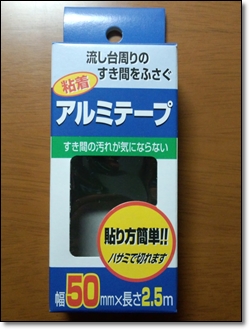 流し台周りの
すき間をふさぐ
粘着
アルミテープ
すき間の汚れが気にならない
貼り方簡単!!
ハサミで切れます
幅50mm×長さ2.5m